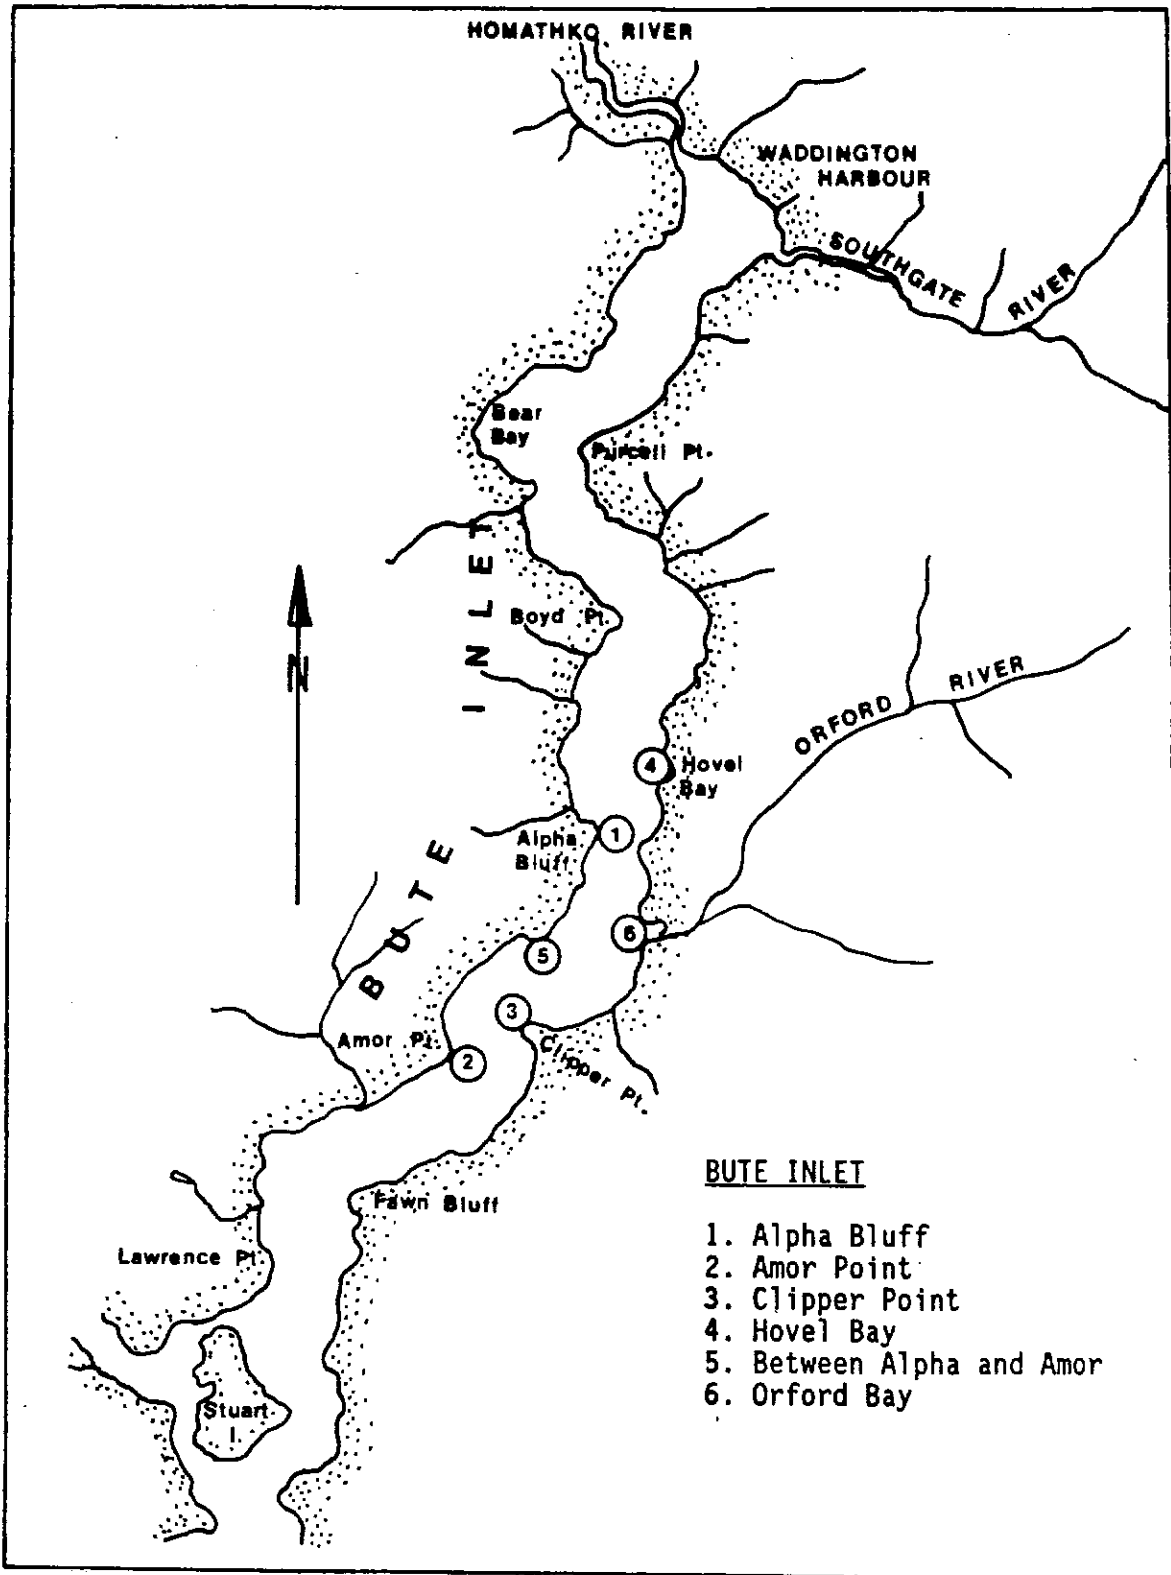 HOMATHKO RIVER
WADDINGTON
HARBOUR
SOUTHGATE RIVER
Bear
Bay
Purcell Pt.
INLET
Boyd Pt.
N
ORFORD RIVER
4
Hovel
Bay
1
Alpha
Bluff
BUTE
6
5
3
Amor Pt.
2
Clipper Pt.
Fawn Bluff
Lawrence Pt
Stuart
I
BUTE INLET
1. Alpha Bluff
2. Amor Point
3. Clipper Point
4. Hovel Bay
5. Between Alpha and Amor
6. Orford Bay